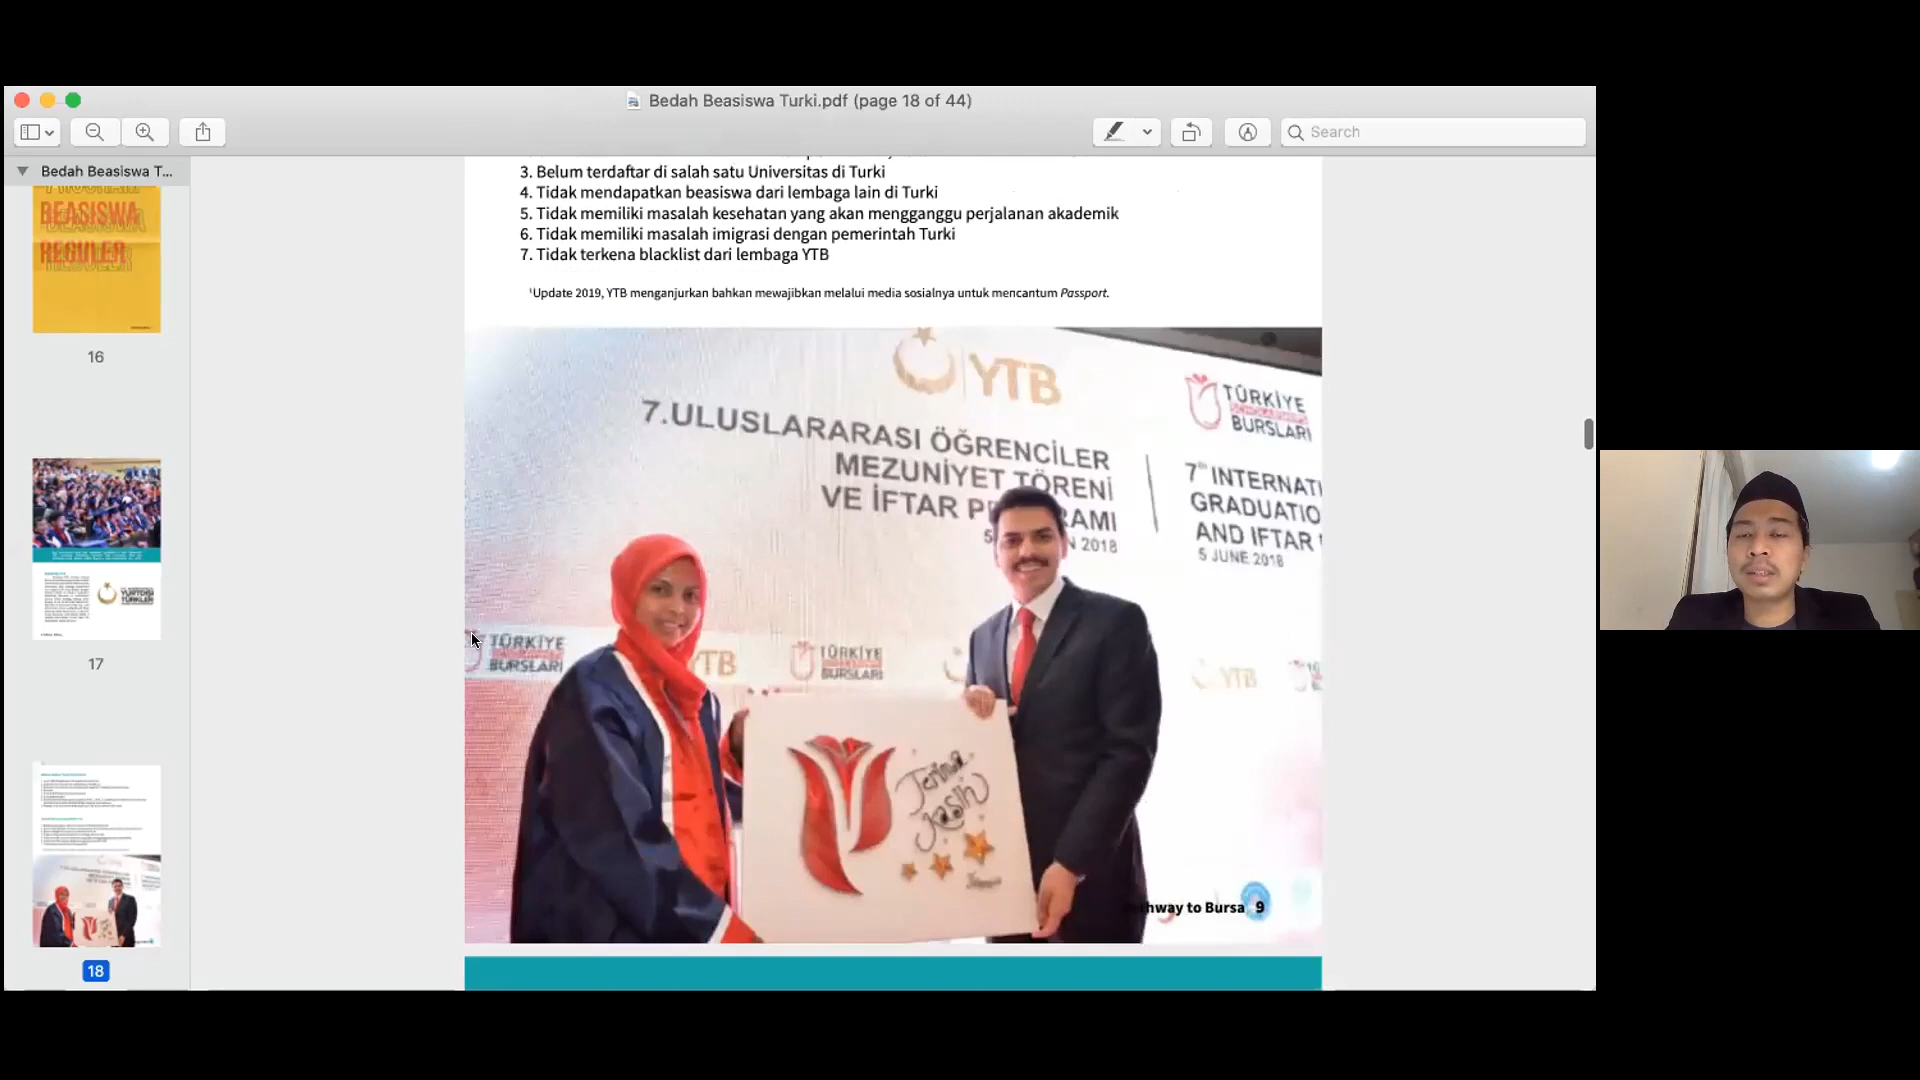 Bedah Beasiswa Turki.pdf (page 18 of 44)
Search
Bedah Beasiswa T...
BEASISWA
REGULER
16
17
18
3. Belum terdaftar di salah satu Universitas di Turki
4. Tidak mendapatkan beasiswa dari lembaga lain di Turki
5. Tidak memiliki masalah kesehatan yang akan mengganggu perjalanan akademik
6. Tidak memiliki masalah imigrasi dengan pemerintah Turki
7. Tidak terkena blacklist dari lembaga YTB
¹Update 2019, YTB menganjurkan bahkan mewajibkan melalui media sosialnya untuk mencantum Passport.
YTB
TÜRKİYE
SCHOLARSHIPS
BURSLARI
7.ULUSLARARASI ÖĞRENCİLER
MEZUNİYET TÖRENİ
VE İFTAR
2018
7th
GRADUATIO
AND IFTAR
5 JUNE 2018
TÜRKİYE
BURSLARI
YTB
TÜRKİYE
BURSLARI
YTB
Terima
Kasih
to Bursa 9